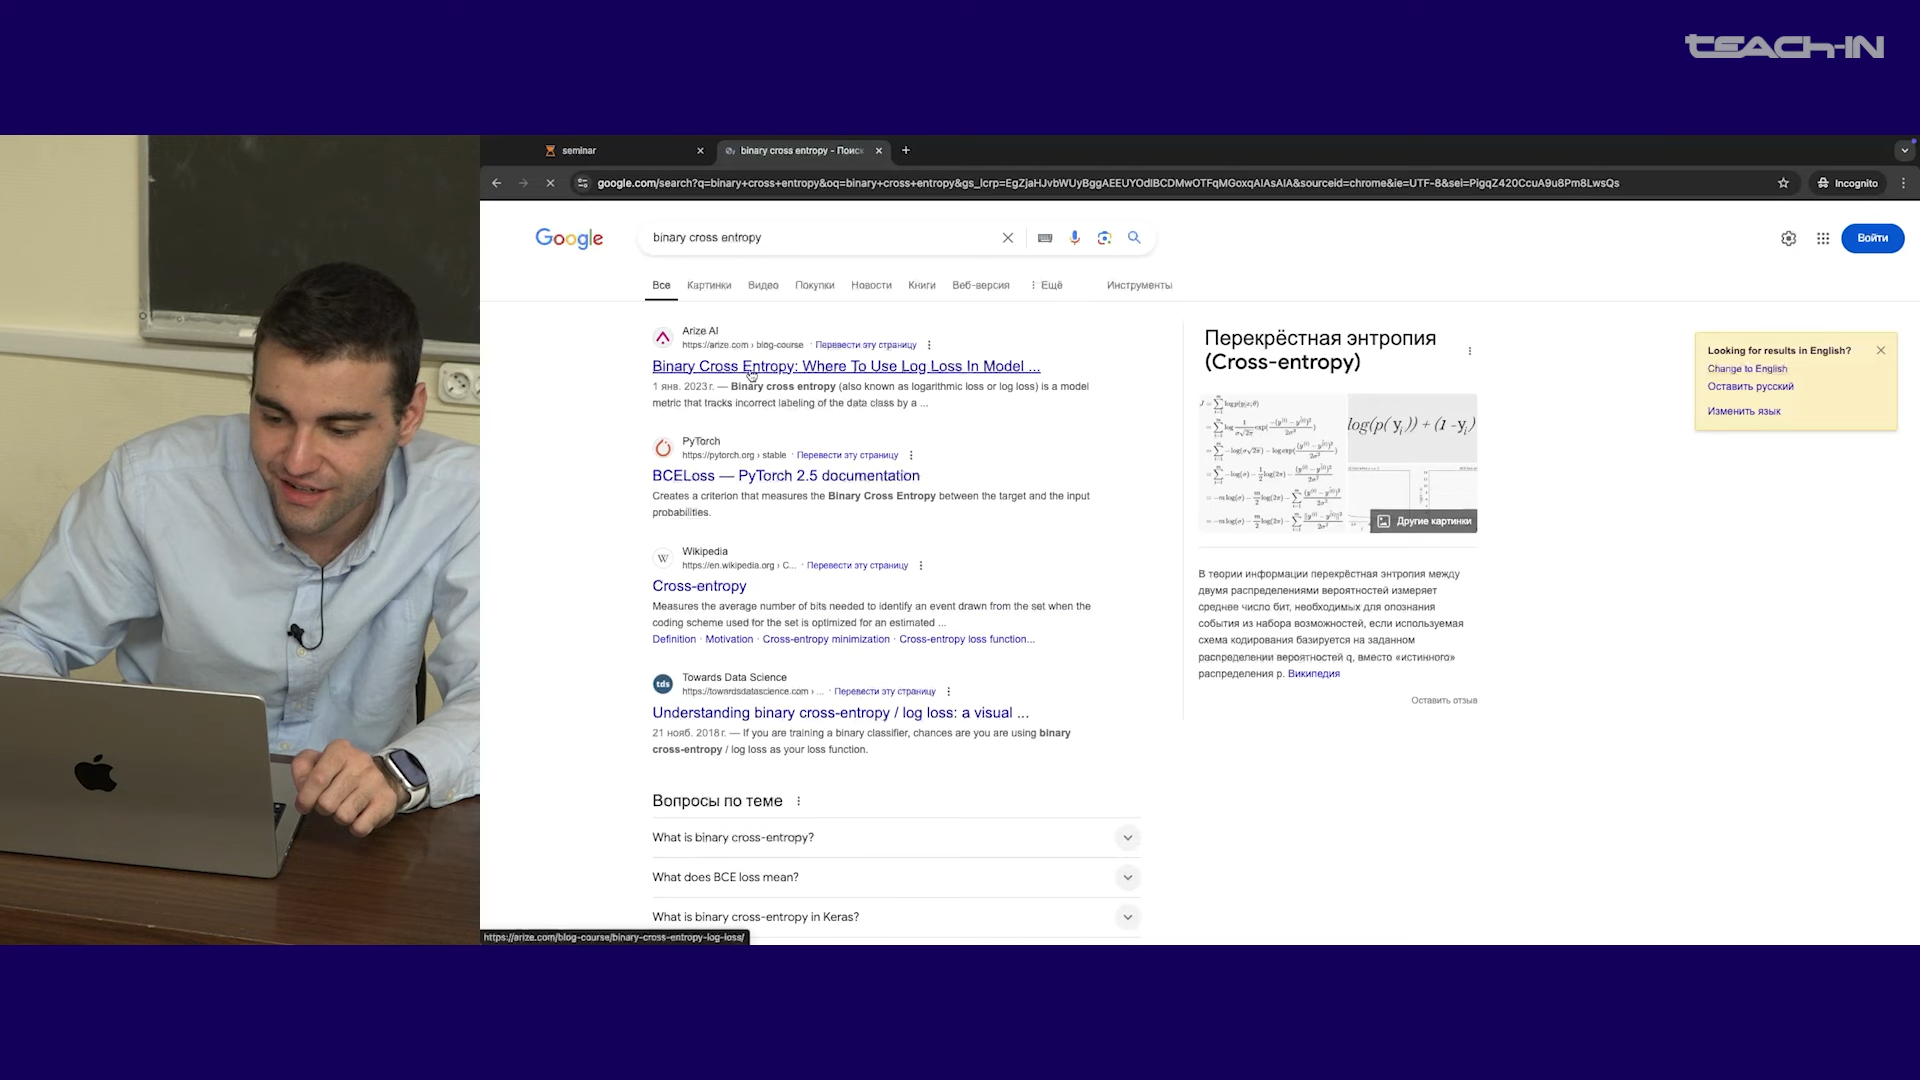 teach-in
seminar
binary cross entropy - Поиск
google.com/search?q=binary+cross+entropy&oq=binary+cross+entropy&gs_lcrp=EgZjaHJvbWUyBggAEEUYOdIBCDMwOTFqMGoxqAIAsAIA&sourceid=chrome&ie=UTF-8&sei=PigqZ420CcuA9u8Pm8LwsQs
Incognito
Google
binary cross entropy
Войти
Все Картинки Видео Покупки Новости Книги Веб-версия Ещё Инструменты
Arize AI
https://arize.com › blog-course · Перевести эту страницу
Binary Cross Entropy: Where To Use Log Loss In Model ...
1 янв. 2023 г. — Binary cross entropy (also known as logarithmic loss or log loss) is a model
metric that tracks incorrect labeling of the data class by a ...
PyTorch
https://pytorch.org › stable · Перевести эту страницу
BCELoss — PyTorch 2.5 documentation
Creates a criterion that measures the Binary Cross Entropy between the target and the input
probabilities.
Wikipedia
https://en.wikipedia.org › C... · Перевести эту страницу
Cross-entropy
Measures the average number of bits needed to identify an event drawn from the set when the
coding scheme used for the set is optimized for an estimated ...
Definition · Motivation · Cross-entropy minimization · Cross-entropy loss function...
tds
Towards Data Science
https://towardsdatascience.com › ... · Перевести эту страницу
Understanding binary cross-entropy / log loss: a visual ...
21 нояб. 2018 г. — If you are training a binary classifier, chances are you are using binary
cross-entropy / log loss as your loss function.
Вопросы по теме
What is binary cross-entropy?
What does BCE loss mean?
What is binary cross-entropy in Keras?
https://arize.com/blog-course/binary-cross-entropy-log-loss/
Перекрёстная энтропия
(Cross-entropy)
log(p(yi)) + (1 -yi)
Другие картинки
В теории информации перекрёстная энтропия между
двумя распределениями вероятностей измеряет
среднее число бит, необходимых для опознания
события из набора возможностей, если используемая
схема кодирования базируется на заданном
распределении вероятностей q, вместо «истинного»
распределения p. Википедия
Оставить отзыв
Looking for results in English?
Change to English
Оставить русский
Изменить язык